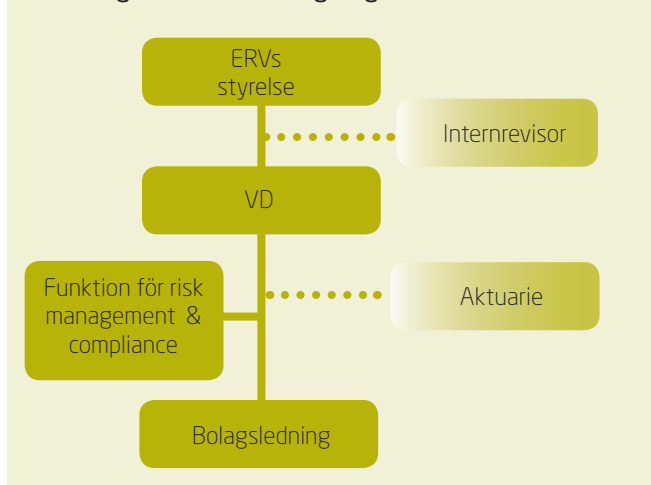 ERVs
styrelse
Internrevisor
VD
Funktion för risk
management &
compliance
Aktuarie
Bolagsledning